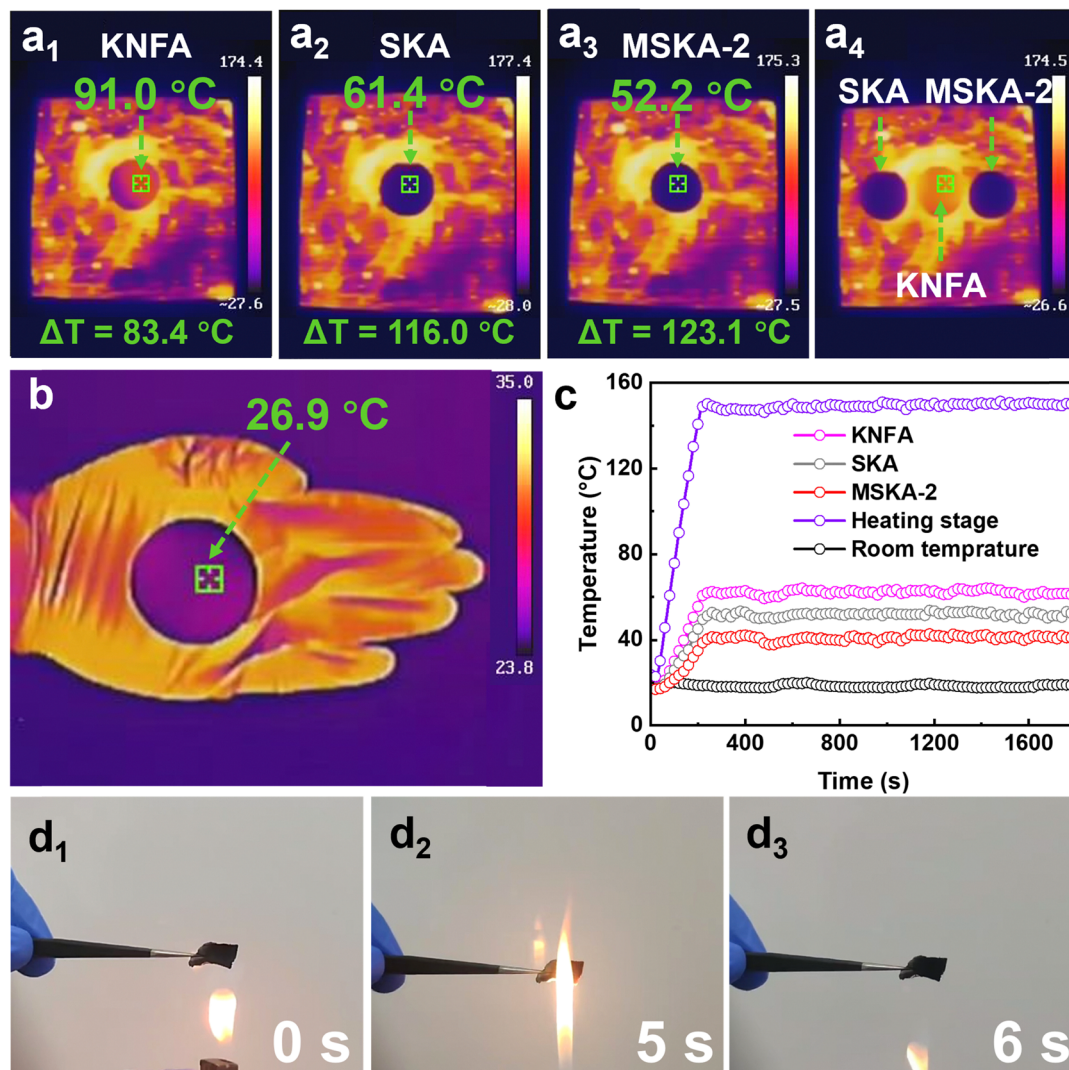 a1 KNFA
174.4
91.0 °C
~27.6
ΔT = 83.4 °C
a2 SKA
177.4
61.4 °C
~28.0
ΔT = 116.0 °C
a3 MSKA-2
175.3
52.2 °C
~27.5
ΔT = 123.1 °C
a4
174.5
SKA MSKA-2
KNFA
~26.6
b
35.0
26.9 °C
23.8
c
Temperature (°C)
160
120
80
40
0
KNFA
SKA
MSKA-2
Heating stage
Room temprature
0 400 800 1200 1600
Time (s)
d1
0 s
d2
5 s
d3
6 s